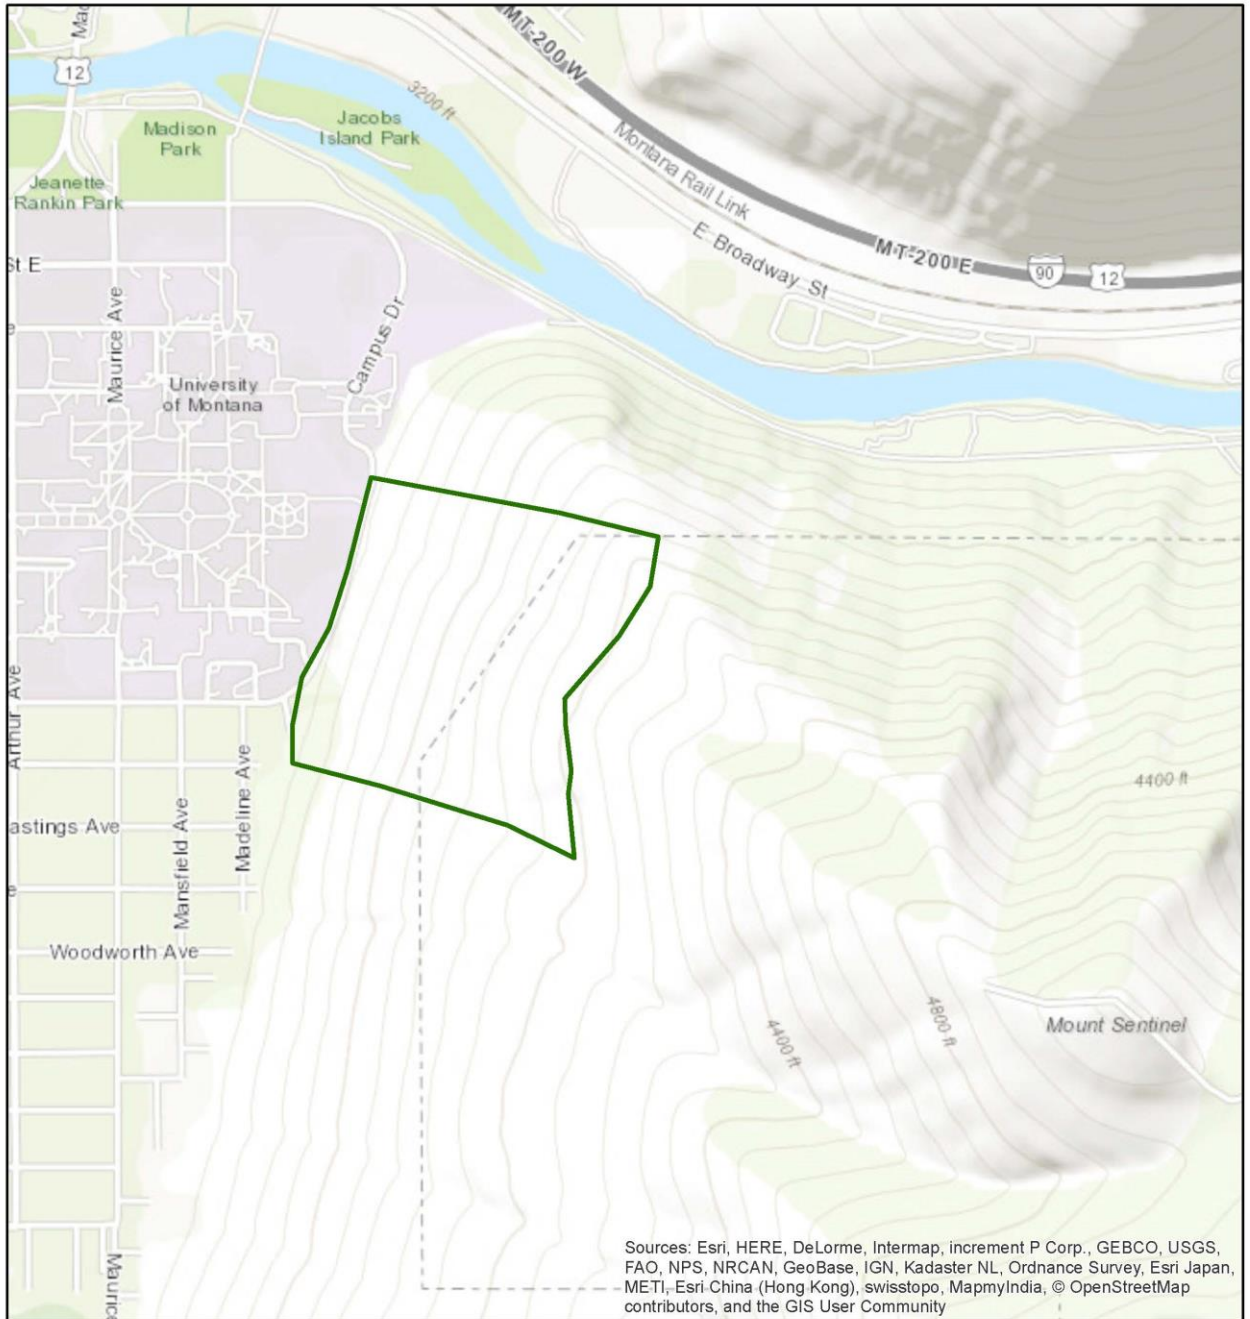 Mad
12
MT-200 W
3200 ft
Jacobs
Island Park
Madison
Park
Montana Rail Link
Jeanette
Rankin Park
E Broadway St
MT-200 E
90
12
St E
Maurice Ave
Campus Dr
University
of Montana
Arthur Ave
Madeline Ave
4400 ft
astings Ave
Mansfield Ave
e
Woodworth Ave
4400 ft
4800 ft
Mount Sentinel
Maurice
Sources: Esri, HERE, DeLorme, Intermap, increment P Corp., GEBCO, USGS,
FAO, NPS, NRCAN, GeoBase, IGN, Kadaster NL, Ordnance Survey, Esri Japan,
METI, Esri China (Hong Kong), swisstopo, MapmyIndia, © OpenStreetMap
contributors, and the GIS User Community